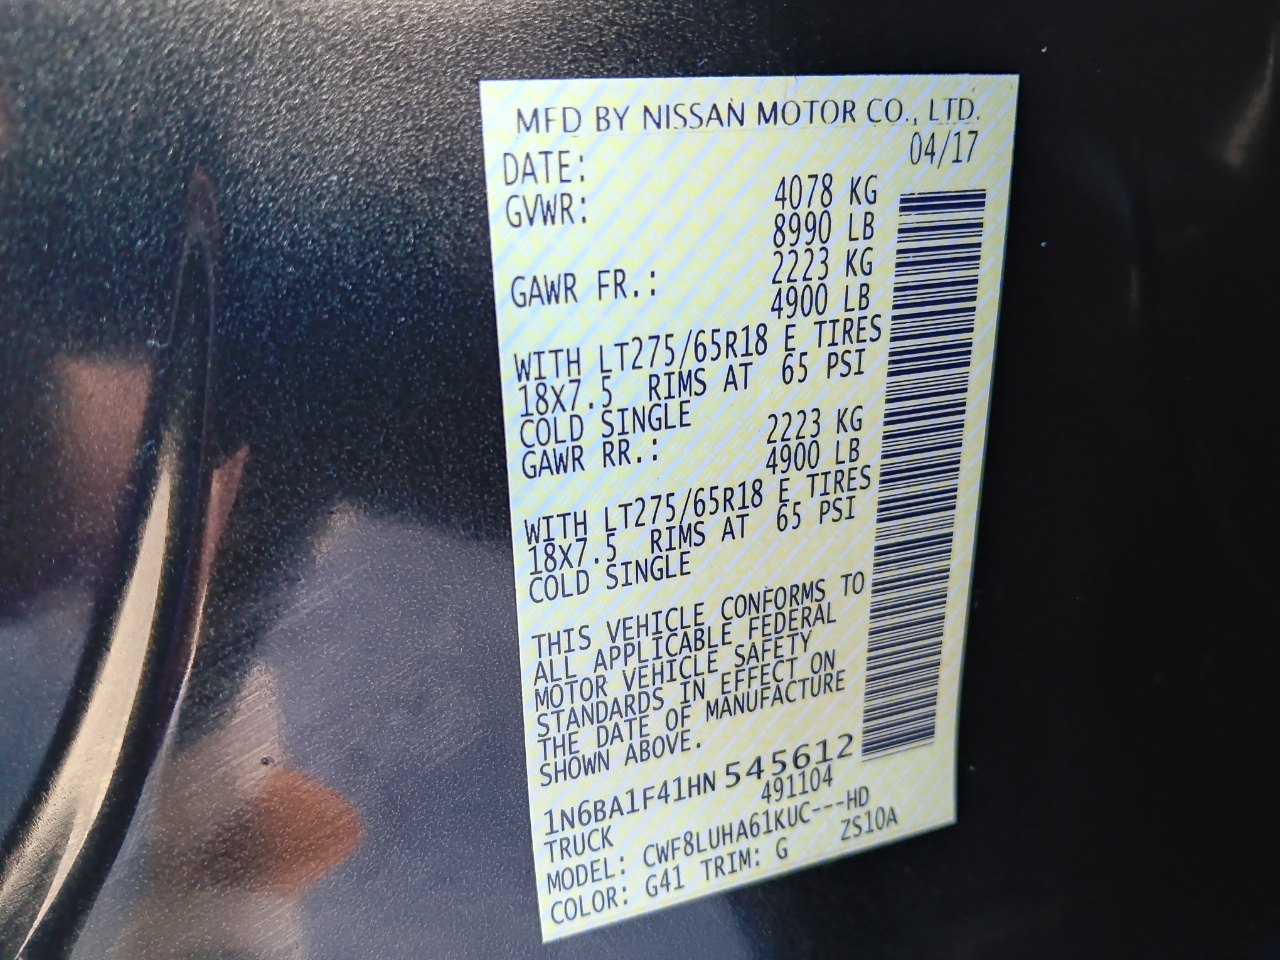 MFD BY NISSAN MOTOR CO., LTD.
DATE: 04/17
GVWR: 4078 KG
8990 LB
GAWR FR.: 2223 KG
4900 LB
WITH LT275/65R18 E TIRES
18X7.5 RIMS AT 65 PSI
COLD SINGLE
GAWR RR.: 2223 KG
4900 LB
WITH LT275/65R18 E TIRES
18X7.5 RIMS AT 65 PSI
COLD SINGLE
THIS VEHICLE CONFORMS TO
ALL APPLICABLE FEDERAL
MOTOR VEHICLE SAFETY
STANDARDS IN EFFECT ON
THE DATE OF MANUFACTURE
SHOWN ABOVE.
1N6BA1F41HN 545612
TRUCK 491104
MODEL: CWF8LUHA61KUC---HD
COLOR: G41 TRIM: G ZS10A